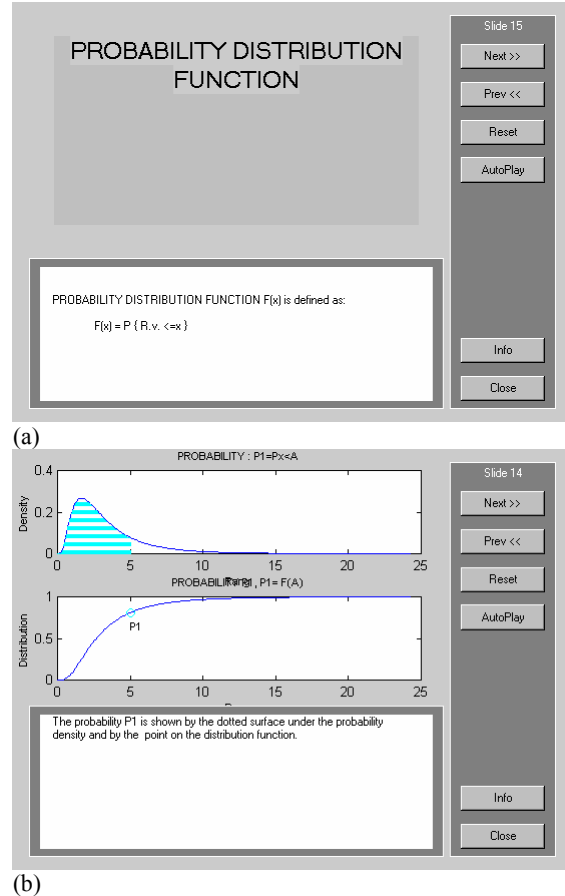 PROBABILITY DISTRIBUTION
FUNCTION
Slide 15
Next >>
Prev <<
Reset
AutoPlay
PROBABILITY DISTRIBUTION FUNCTION F(x) is defined as:
F(x) = P { R.v. <=x }
Info
Close
(a)
PROBABILITY : P1=Px<A
Density
0.4
0.2
0
0 5 10 15 20 25
, P1= F(A)
Distribution
1
0.5
0
P1
0 5 10 15 20 25
Slide 14
Next >>
Prev <<
Reset
AutoPlay
The probability P1 is shown by the dotted surface under the probability
density and by the point on the distribution function.
Info
Close
(b)